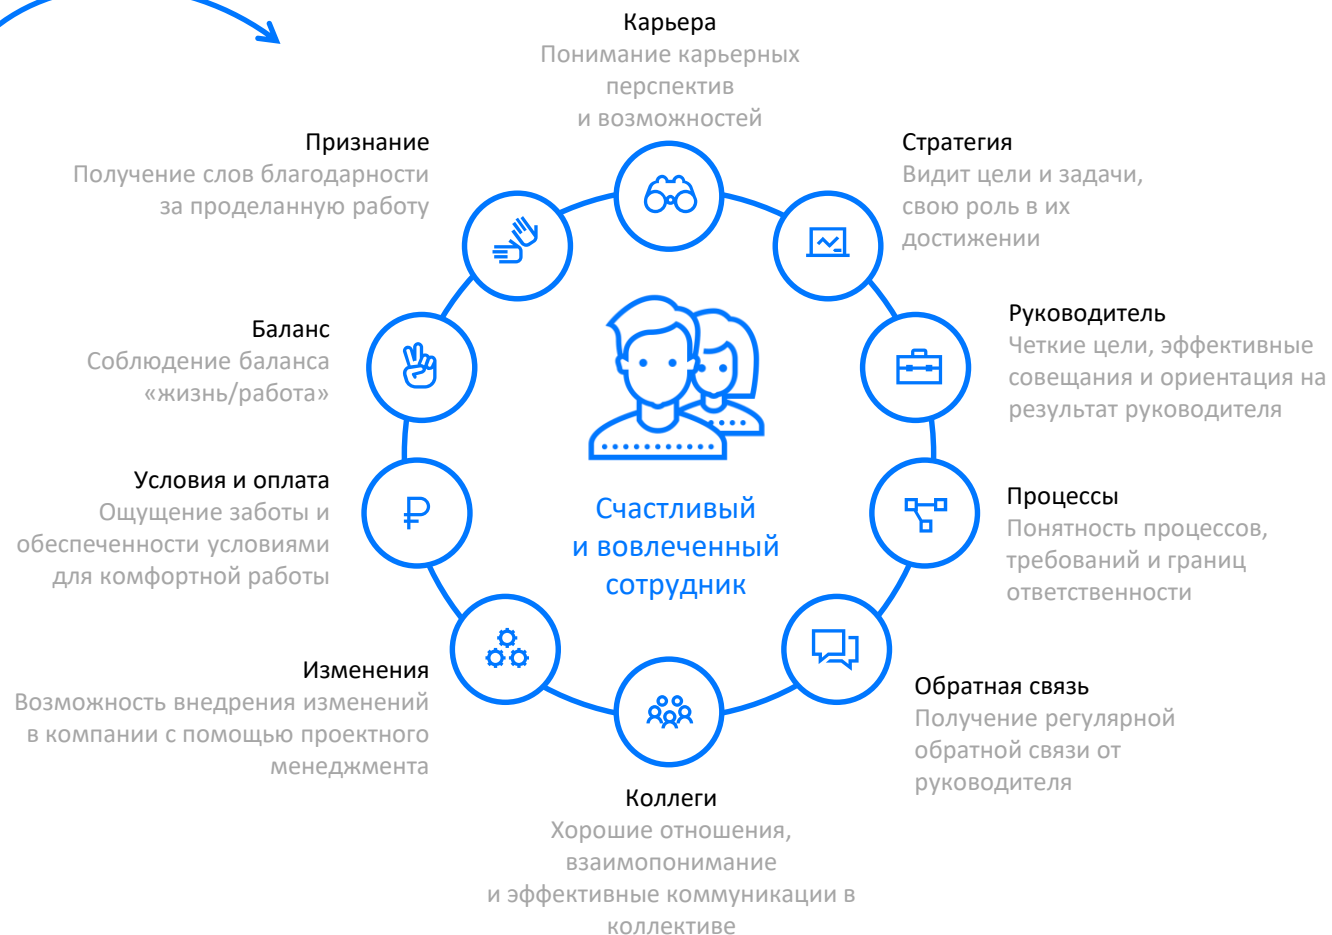 Карьера
Понимание карьерных
перспектив
и возможностей
Стратегия
Видит цели и задачи,
свою роль в их
достижении
Руководитель
Четкие цели, эффективные
совещания и ориентация на
результат руководителя
Процессы
Понятность процессов,
требований и границ
ответственности
Обратная связь
Получение регулярной
обратной связи от
руководителя
Коллеги
Хорошие отношения,
взаимопонимание
и эффективные коммуникации в
коллективе
Изменения
Возможность внедрения изменений
в компании с помощью проектного
менеджмента
Условия и оплата
Ощущение заботы и
обеспеченности условиями
для комфортной работы
₽
Баланс
Соблюдение баланса
«жизнь/работа»
Признание
Получение слов благодарности
за проделанную работу
Счастливый
и вовлеченный
сотрудник